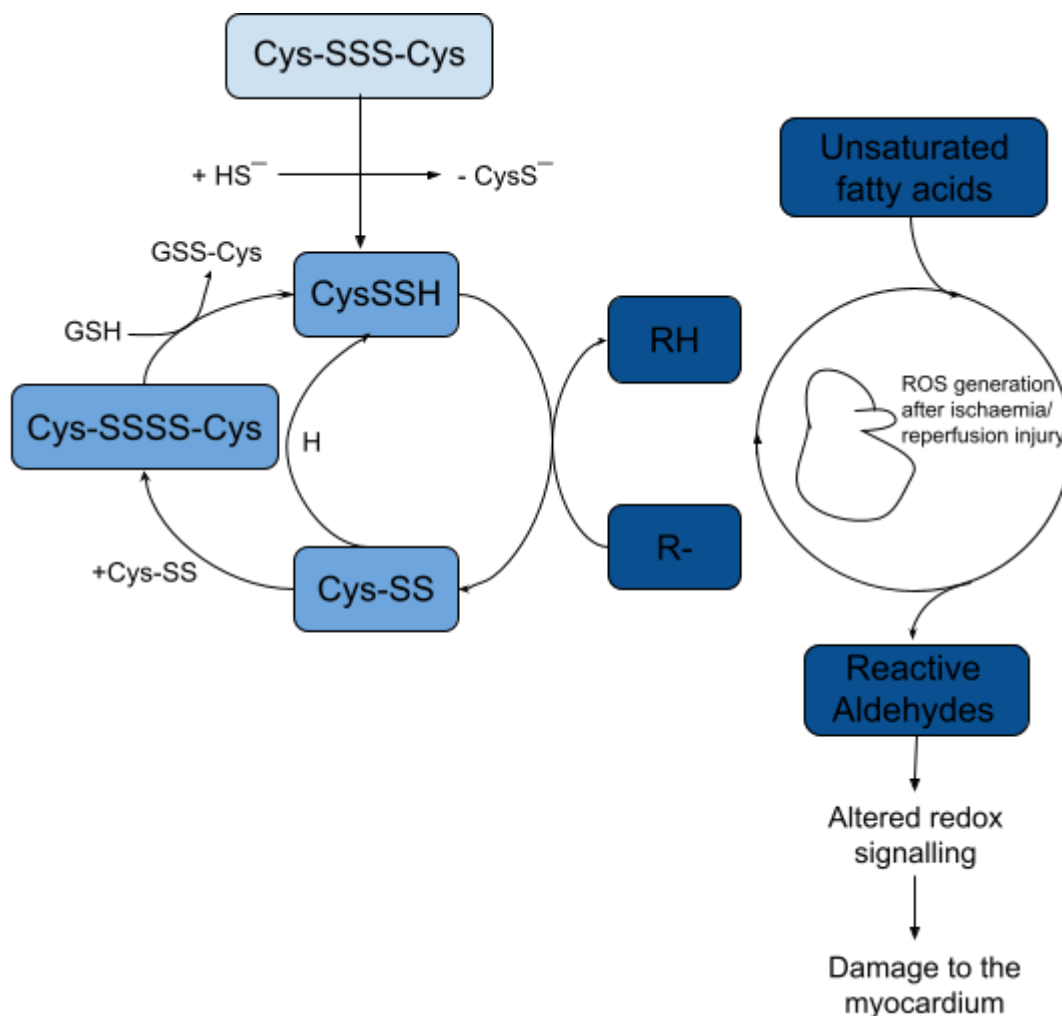 Cys-SSS-Cys
+ HS⁻
- CysS⁻
GSS-Cys
CysSSH
GSH
Cys-SSSS-Cys
H
+Cys-SS
Cys-SS
RH
R-
Unsaturated
fatty acids
ROS generation
after ischaemia/
reperfusion injury
Reactive
Aldehydes
Altered redox
signalling
Damage to the
myocardium